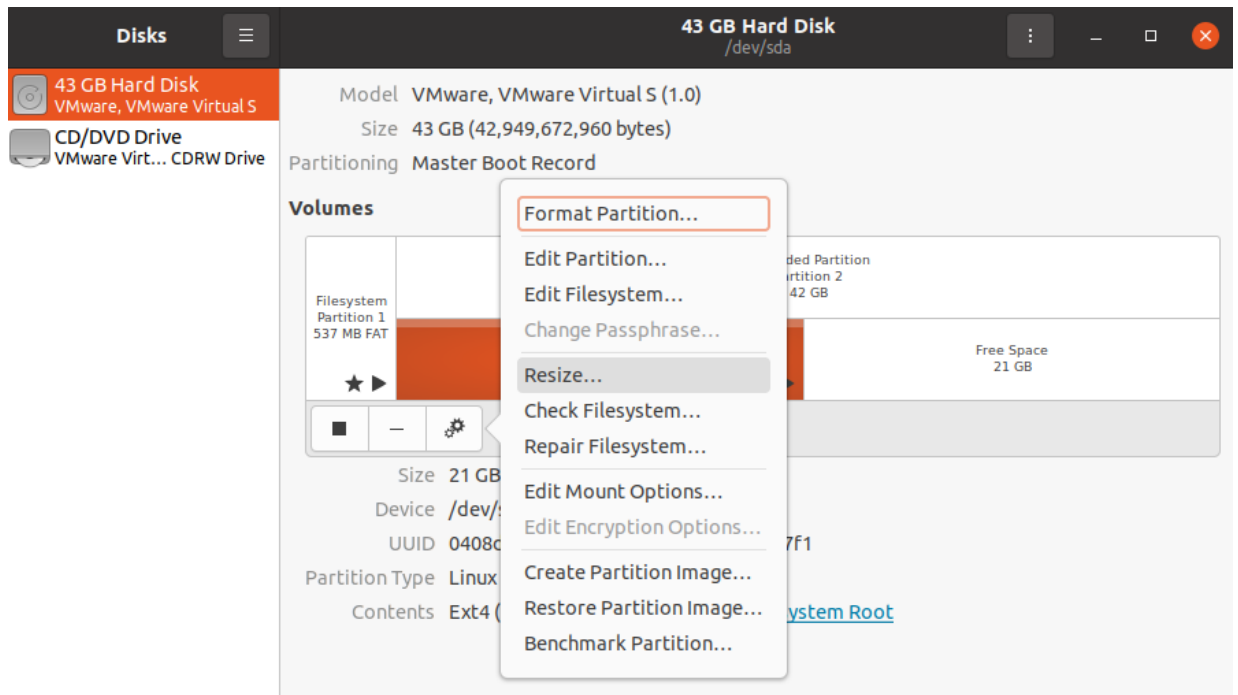 Disks
43 GB Hard Disk
/dev/sda
43 GB Hard Disk
VMware, VMware Virtual S
CD/DVD Drive
VMware Virt... CDRW Drive
Model VMware, VMware Virtual S (1.0)
Size 43 GB (42,949,672,960 bytes)
Partitioning Master Boot Record
Volumes
Filesystem
Partition 1
537 MB FAT
ded Partition
rtition 2
42 GB
Free Space
21 GB
Format Partition...
Edit Partition...
Edit Filesystem...
Change Passphrase...
Resize...
Check Filesystem...
Repair Filesystem...
Edit Mount Options...
Edit Encryption Options...
Create Partition Image...
Restore Partition Image...
Benchmark Partition...
Size 21 GB
Device /dev/s
UUID 0408c 7f1
Partition Type Linux
Contents Ext4 ( ystem Root